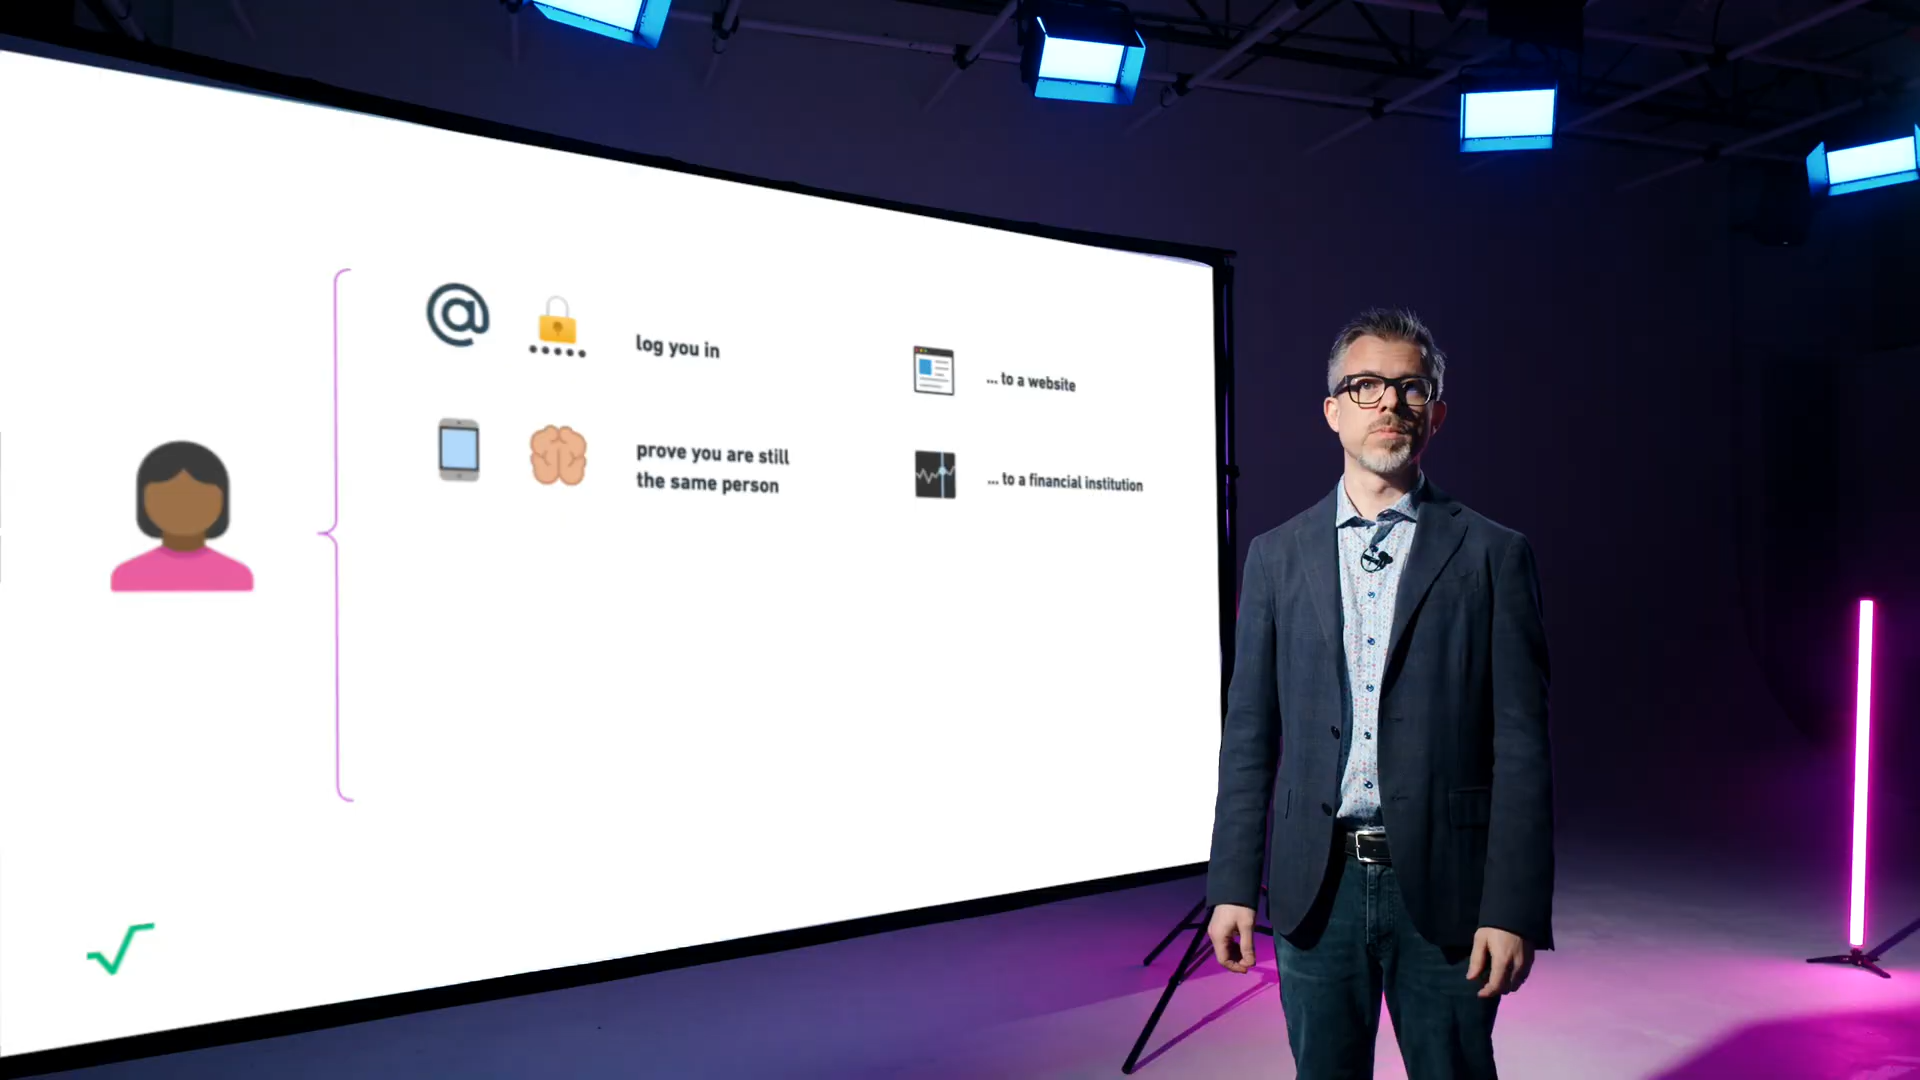 @
log you in
... to a website
prove you are still
the same person
... to a financial institution